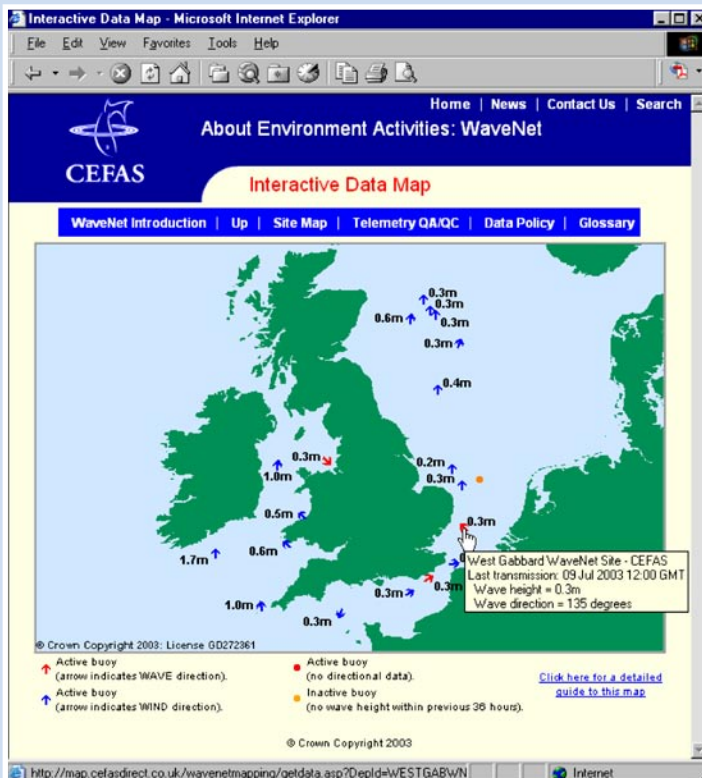 Interactive Data Map - Microsoft Internet Explorer
File Edit View Favorites Tools Help
Home | News | Contact Us | Search
About Environment Activities: WaveNet
CEFAS
Interactive Data Map
WaveNet Introduction | Up | Site Map | Telemetry QA/QC | Data Policy | Glossary
0.3m
0.3m
0.6m
0.3m
0.3m
0.4m
0.3m
0.2m
1.0m
0.3m
0.5m
0.3m
0.6m
1.7m
West Gabbard WaveNet Site - CEFAS
Last transmission: 09 Jul 2003 12:00 GMT
Wave height = 0.3m
Wave direction = 135 degrees
0.3m
0.3m
1.0m
0.3m
© Crown Copyright 2003: License GD272361
Active buoy
(arrow indicates WAVE direction).
Active buoy
(no directional data).
Click here for a detailed
guide to this map
Active buoy
(arrow indicates WIND direction).
Inactive buoy
(no wave height within previous 36 hours).
© Crown Copyright 2003
http://map.cefasdirect.co.uk/wavenetmapping/getdata.asp?DepId=WESTGABWN
Internet